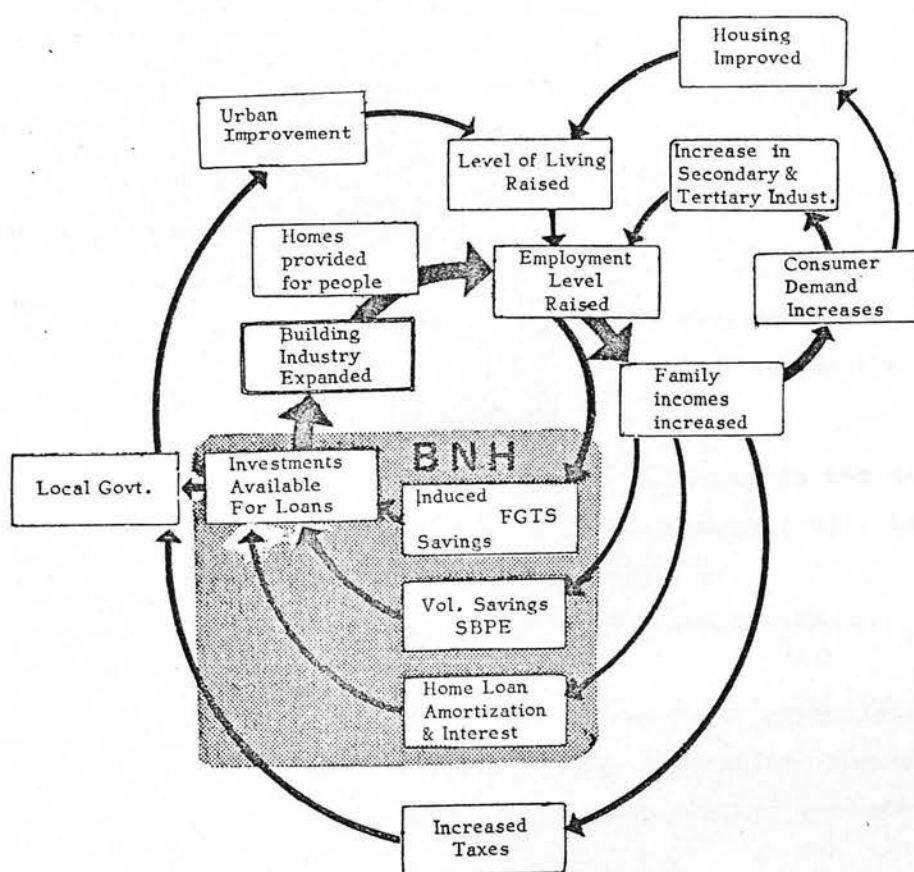 Housing
Improved
Urban
Improvement
Level of Living
Raised
Increase in
Secondary &
Tertiary Indust.
Homes
provided
for people
Employment
Level
Raised
Consumer
Demand
Increases
Building
Industry
Expanded
Family
incomes
increased
BNH
Local Govt.
Investments
Available
For Loans
Induced
FGTS
Savings
Vol. Savings
SBPE
Home Loan
Amortization
& Interest
Increased
Taxes